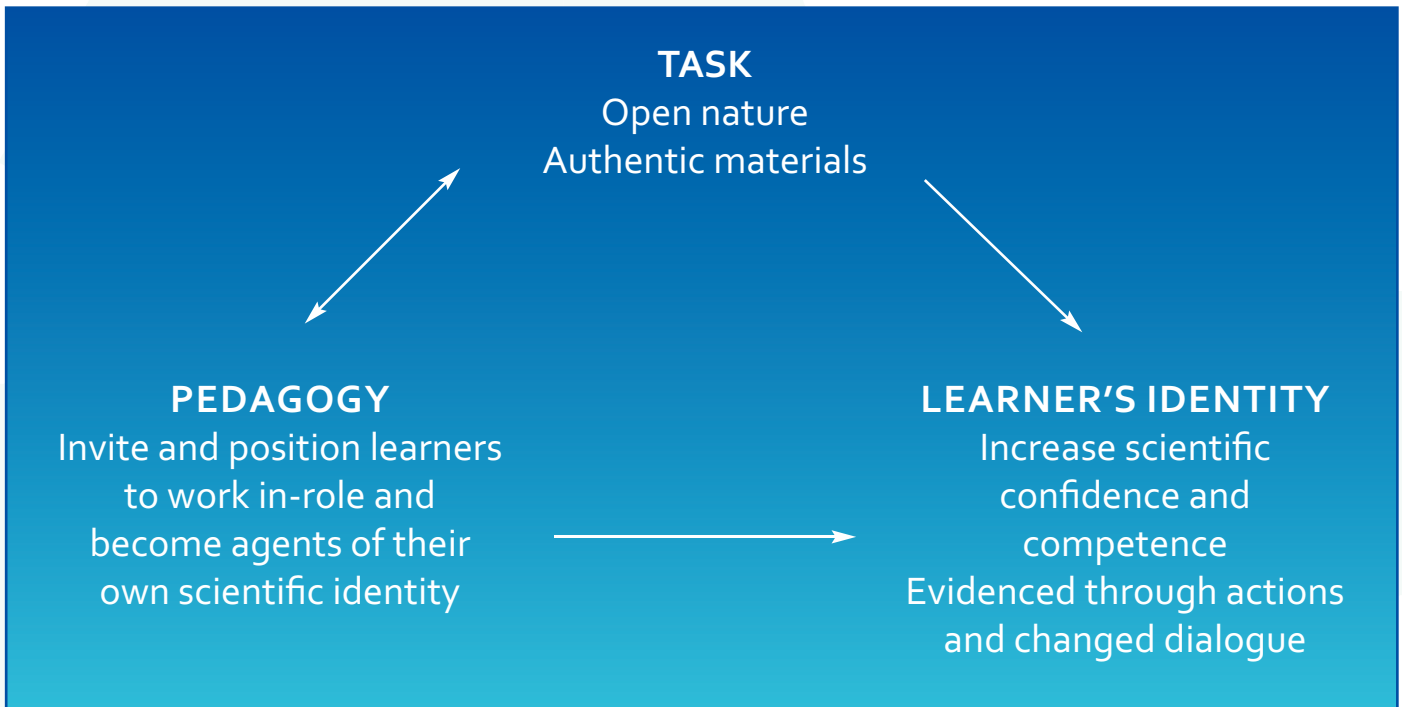 TASK
Open nature
Authentic materials
PEDAGOGY
Invite and position learners
to work in-role and
become agents of their
own scientific identity
LEARNER’S IDENTITY
Increase scientific
confidence and
competence
Evidenced through actions
and changed dialogue